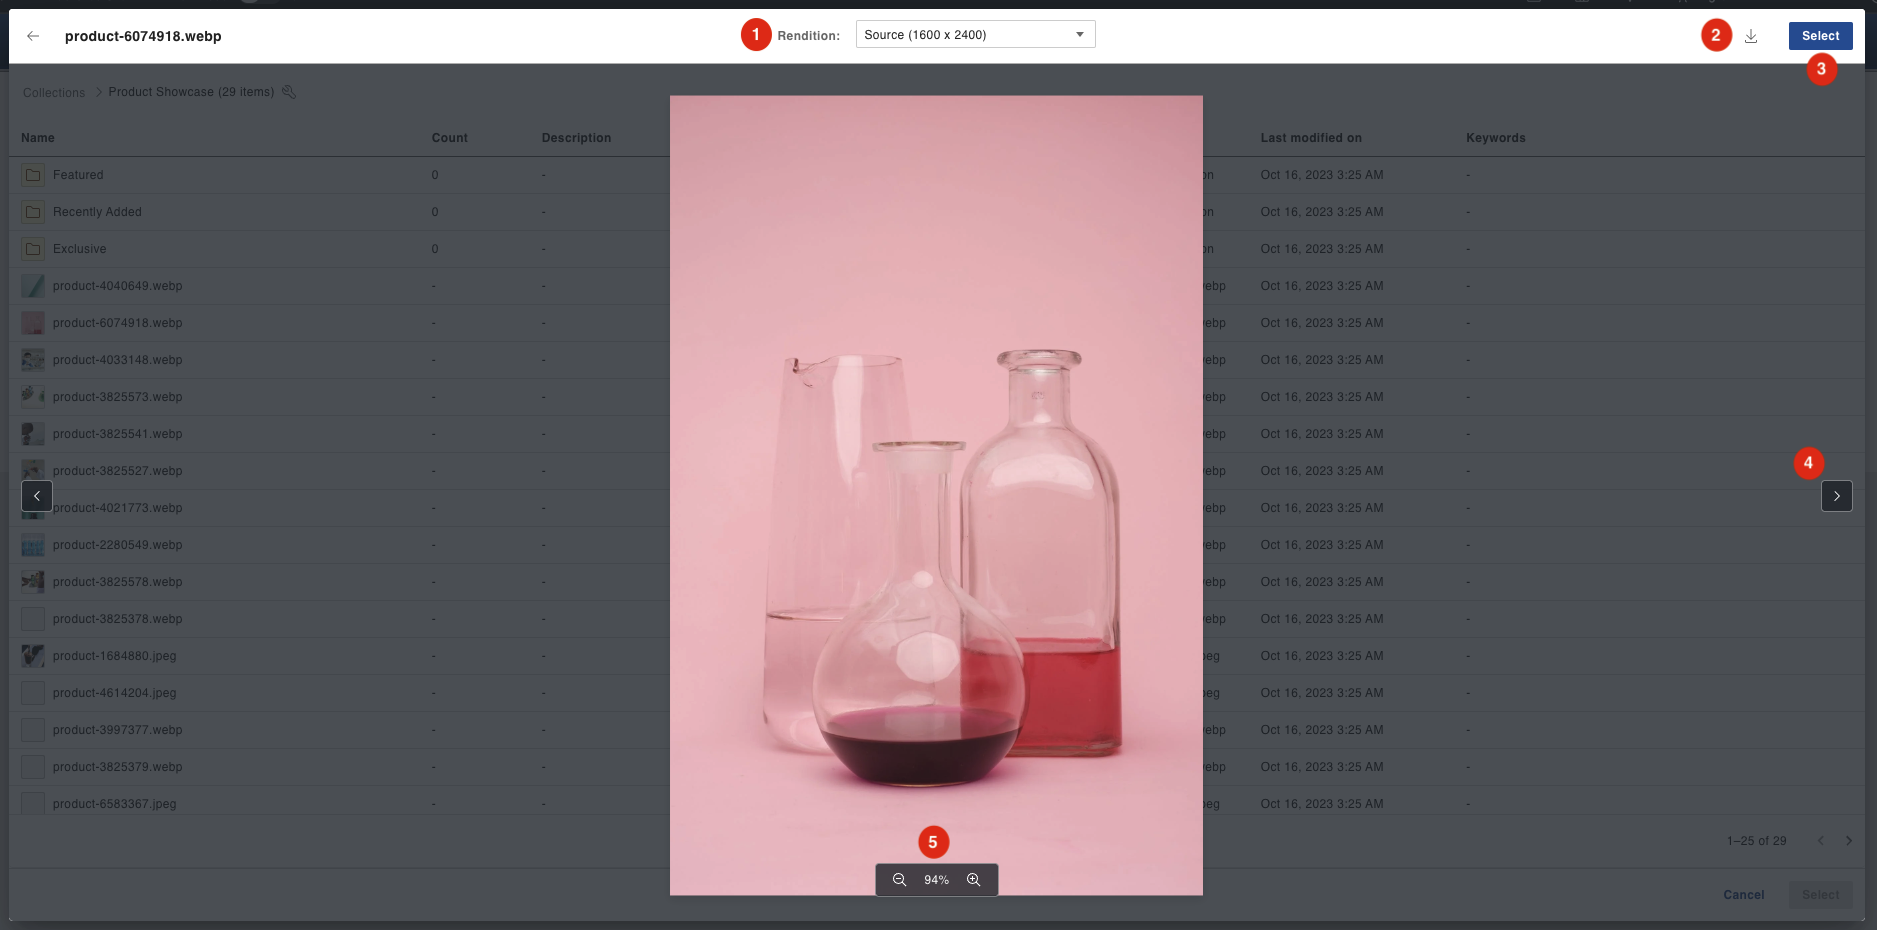 product-6074918.webp
1 Rendition: Source (1600 x 2400)
2
Select
3
Collections > Product Showcase (29 items)
Name Count Description Last modified on Keywords
Featured 0 - on Oct 16, 2023 3:25 AM -
Recently Added 0 - on Oct 16, 2023 3:25 AM -
Exclusive 0 - on Oct 16, 2023 3:25 AM -
product-4040649.webp - - ebp Oct 16, 2023 3:25 AM -
product-6074918.webp - - ebp Oct 16, 2023 3:25 AM -
product-4033148.webp - - ebp Oct 16, 2023 3:25 AM -
product-3825573.webp - - ebp Oct 16, 2023 3:25 AM -
product-3825541.webp - - ebp Oct 16, 2023 3:25 AM -
product-3825527.webp - - ebp Oct 16, 2023 3:25 AM -
4
product-4021773.webp - - ebp Oct 16, 2023 3:25 AM -
product-2280549.webp - - ebp Oct 16, 2023 3:25 AM -
product-3825578.webp - - ebp Oct 16, 2023 3:25 AM -
product-3825378.webp - - ebp Oct 16, 2023 3:25 AM -
product-1684880.jpeg - - eg Oct 16, 2023 3:25 AM -
product-4614204.jpeg - - eg Oct 16, 2023 3:25 AM -
product-3997377.webp - - ebp Oct 16, 2023 3:25 AM -
product-3825379.webp - - ebp Oct 16, 2023 3:25 AM -
product-6583367.jpeg - - eg Oct 16, 2023 3:25 AM -
5
1–25 of 29
94%
Cancel Select